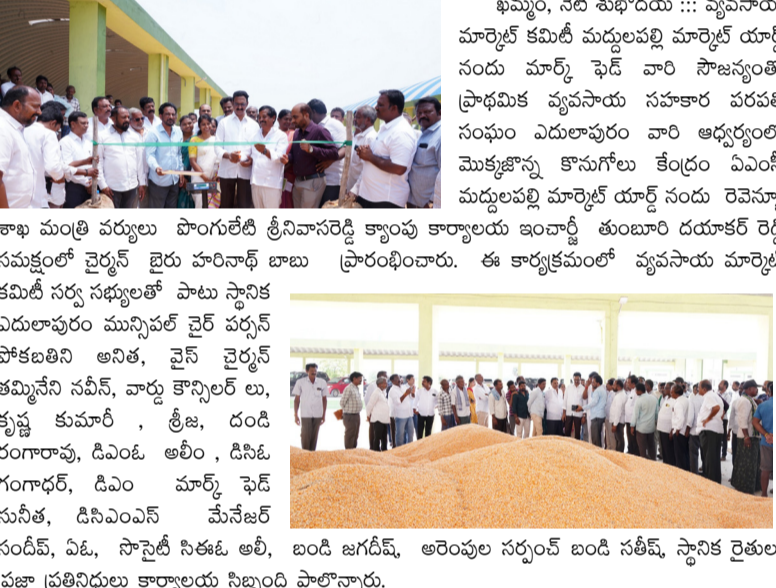 ఖమ్మం, నేటి శుభోదయం ::: వ్యవసాయ
మార్కెట్ కమిటీ మద్దులపల్లి మార్కెట్ యార్డ్
నందు మార్క్ ఫెడ్ వారి సౌజన్యంతో
ప్రాథమిక వ్యవసాయ సహకార పరపతి
సంఘం ఎదులాపురం వారి ఆధ్వర్యంలో
మొక్కజొన్న కొనుగోలు కేంద్రం ఏఎంసీ
మద్దులపల్లి మార్కెట్ యార్డ్ నందు రెవెన్యూ
శాఖ మంత్రి వర్యులు పొంగులేటి శ్రీనివాసరెడ్డి క్యాంపు కార్యాలయ ఇంచార్జీ తుంబూరి దయాకర్ రెడ్డి
సమక్షంలో చైర్మన్ బైరు హరినాథ్ బాబు ప్రారంభించారు. ఈ కార్యక్రమంలో వ్యవసాయ మార్కెట్
కమిటీ సర్వ సభ్యులతో పాటు స్థానిక
ఎదులాపురం మున్సిపల్ చైర్ పర్సన్
పోకబతిని అనిత, వైస్ చైర్మన్
తమ్మినేని నవీన్, వార్డు కౌన్సిలర్ లు,
కృష్ణ కుమారీ , శ్రీజ, దండి
రంగారావు, డిఎంఓ అలీం , డిసిఓ
గంగాధర్, డిఎం మార్క్ ఫెడ్
సునీత, డిసిఎంఎస్ మేనేజర్
సందీప్, ఏఓ, సొసైటీ సిఈఓ అలీ, బండి జగదీష్, అరెంపుల సర్పంచ్ బండి సతీష్, స్థానిక రైతులు
ప్రజా ప్రతినిధులు కార్యాలయ సిబ్బంది పాల్గొన్నారు.